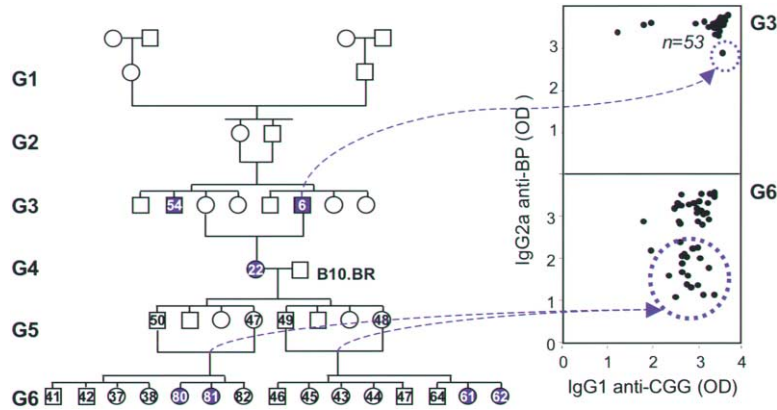 G1
G2
G3
54
6
G4
22
B10.BR
G5
50
47
49
48
G6
41
42
37
38
80
81
82
46
45
43
44
47
64
61
62
G3
n=53
3
2
1
IgG2a anti-BP (OD)
G6
3
2
1
0
0
1
2
3
4
IgG1 anti-CGG (OD)